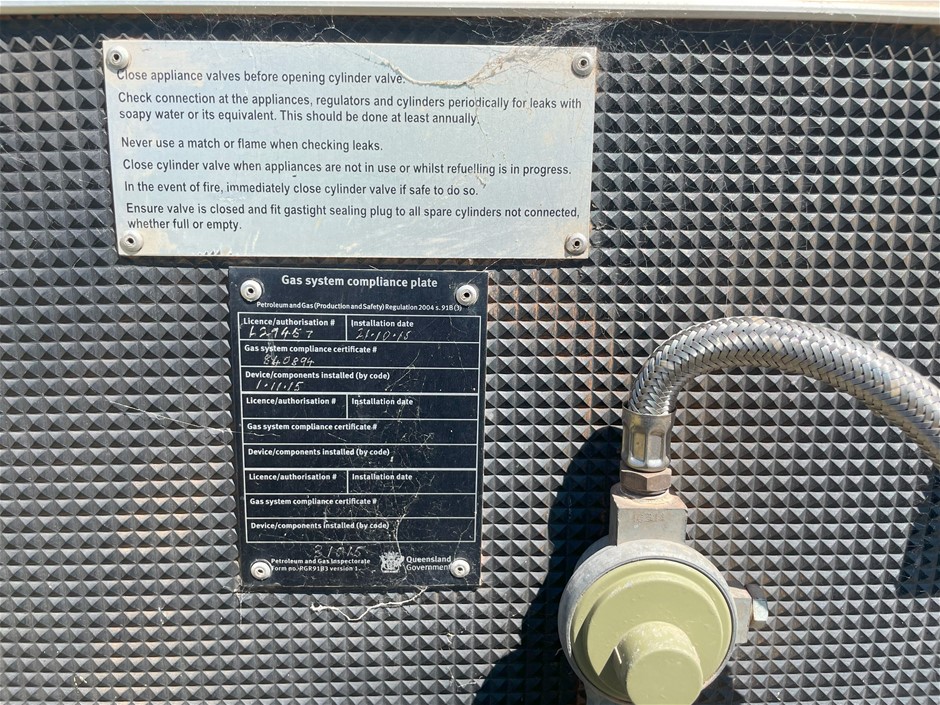 Close appliance valves before opening cylinder valve.
Check connection at the appliances, regulators and cylinders periodically for leaks with
soapy water or its equivalent. This should be done at least annually.
Never use a match or flame when checking leaks.
Close cylinder valve when appliances are not in use or whilst refuelling is in progress.
In the event of fire, immediately close cylinder valve if safe to do so.
Ensure valve is closed and fit gastight sealing plug to all spare cylinders not connected,
whether full or empty.
Gas system compliance plate
Petroleum and Gas (Production and Safety) Regulation 2004 s. 91B (3)
Licence/authorisation # Installation date
Gas system compliance certificate #
840894
Device/components installed (by code)
1.11.15
Licence/authorisation # Installation date
Gas system compliance certificate #
Device/components installed (by code)
Licence/authorisation # Installation date
Gas system compliance certificate #
Device/components installed (by code)
Petroleum and Gas Inspectorate
Form no. PGR91B3 version 1
Queensland
Government